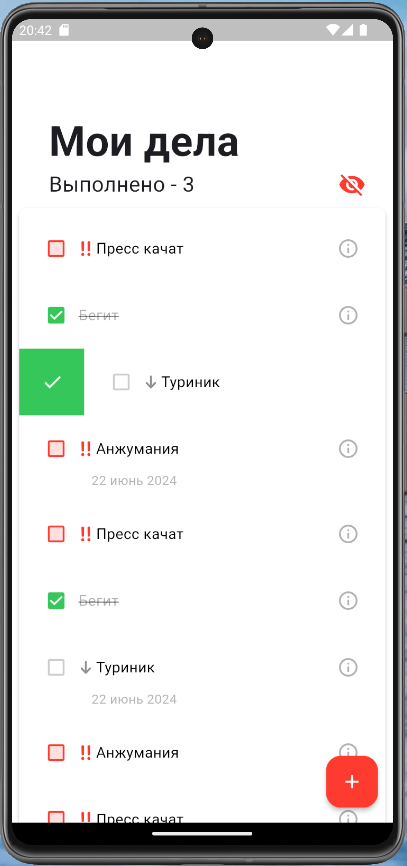 20:42
Мои дела
Выполнено - 3
!! Пресс качат
Бегит
↓ Туриник
!! Анжумания
22 июнь 2024
!! Пресс качат
Бегит
↓ Туриник
22 июнь 2024
!! Анжумания
!! Пресс качат